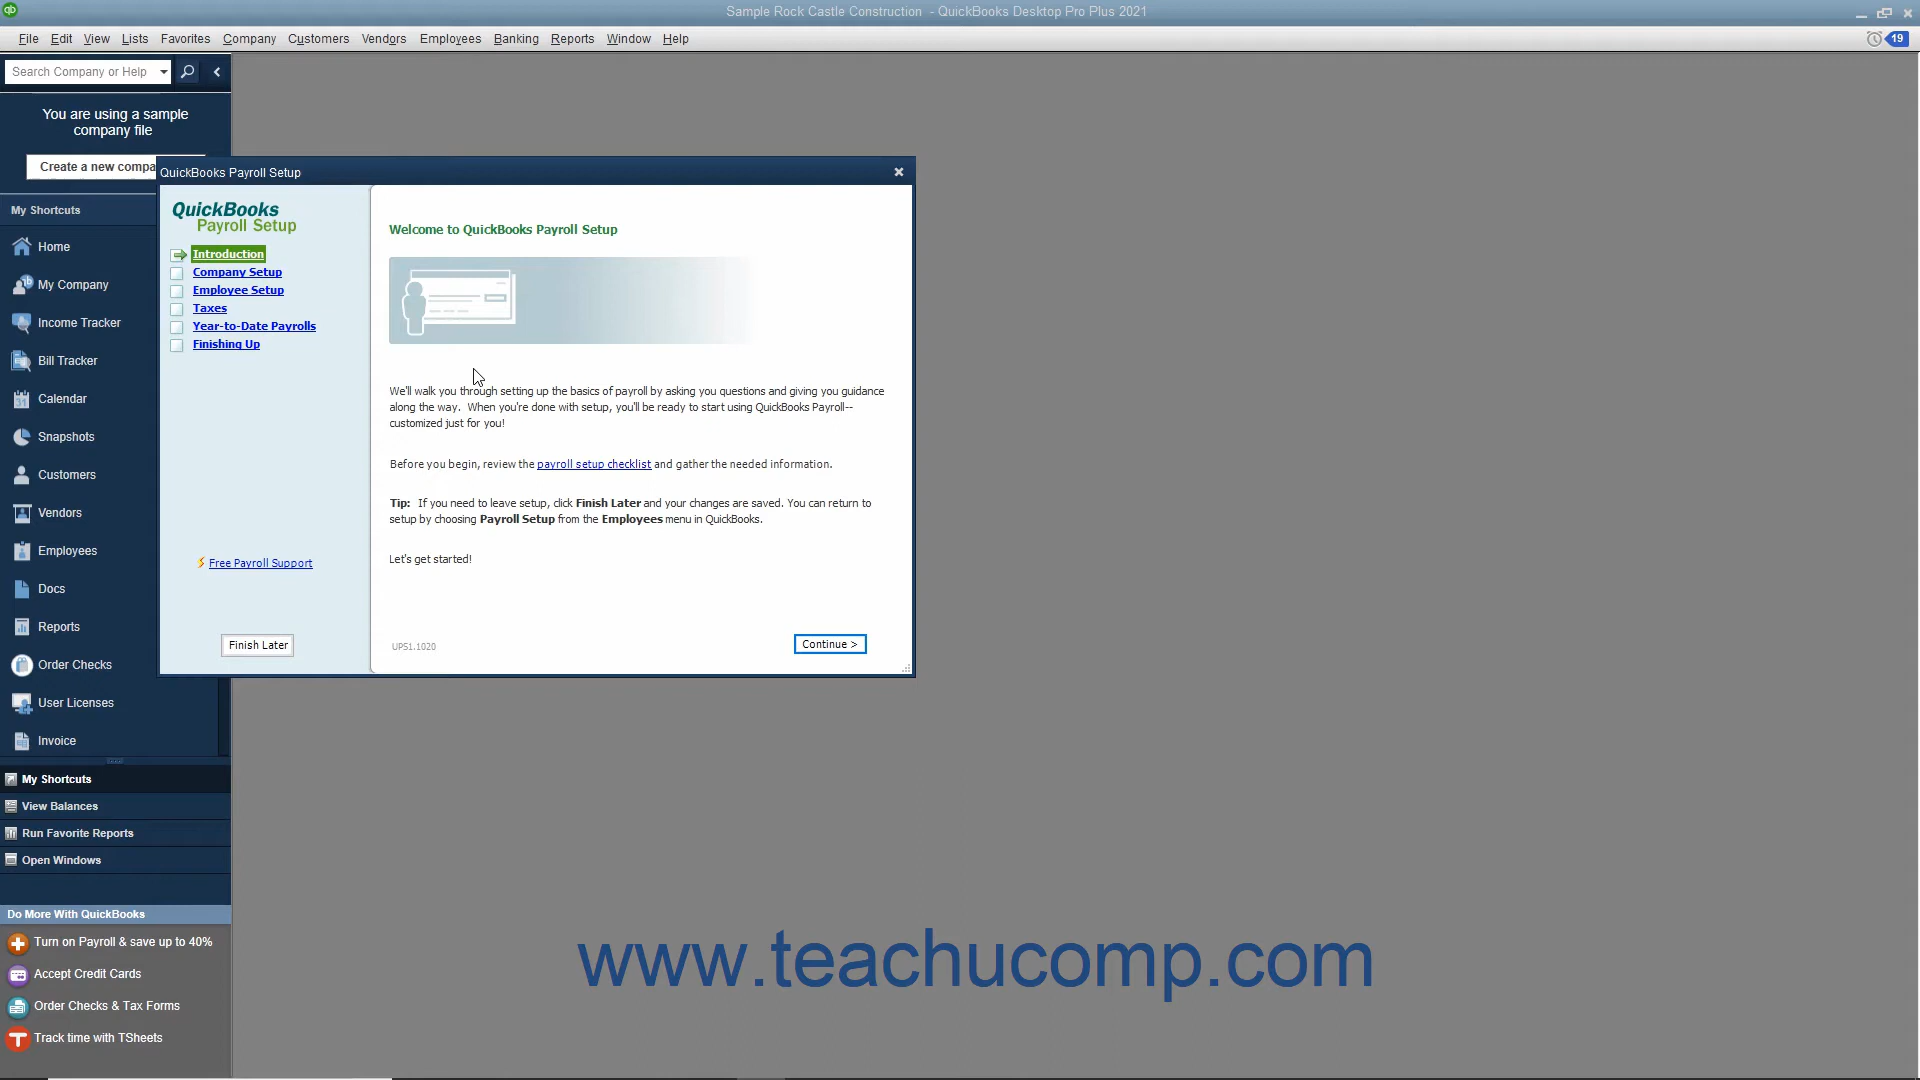 Sample Rock Castle Construction - QuickBooks Desktop Pro Plus 2021
File Edit View Lists Favorites Company Customers Vendors Employees Banking Reports Window Help
19
Search Company or Help
You are using a sample
company file
Create a new compa
My Shortcuts
Home
My Company
Income Tracker
Bill Tracker
Calendar
Snapshots
Customers
Vendors
Employees
Docs
Reports
Order Checks
User Licenses
Invoice
My Shortcuts
View Balances
Run Favorite Reports
Open Windows
Do More With QuickBooks
Turn on Payroll & save up to 40%
Accept Credit Cards
Order Checks & Tax Forms
Track time with TSheets
QuickBooks Payroll Setup
QuickBooks
Payroll Setup
Introduction
Company Setup
Employee Setup
Taxes
Year-to-Date Payrolls
Finishing Up
Free Payroll Support
Finish Later
Welcome to QuickBooks Payroll Setup
We'll walk you through setting up the basics of payroll by asking you questions and giving you guidance
along the way. When you're done with setup, you'll be ready to start using QuickBooks Payroll--
customized just for you!
Before you begin, review the payroll setup checklist and gather the needed information.
Tip: If you need to leave setup, click Finish Later and your changes are saved. You can return to
setup by choosing Payroll Setup from the Employees menu in QuickBooks.
Let's get started!
UPS1.1020
Continue >
www.teachucomp.com